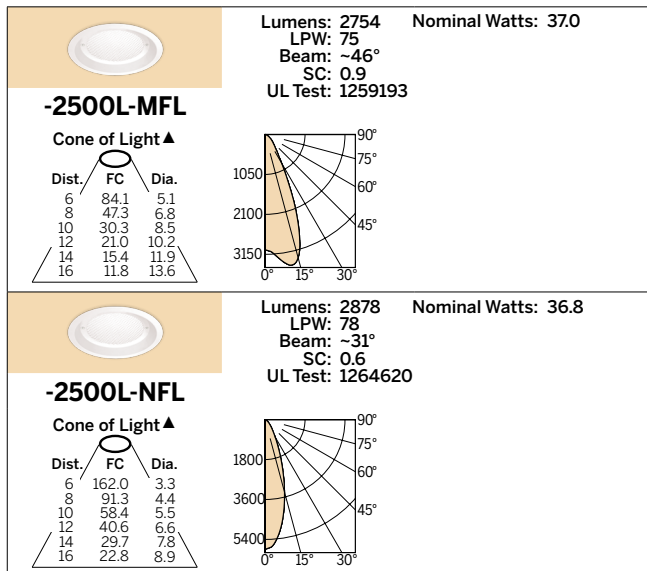 Lumens: 2754 Nominal Watts: 37.0
LPW: 75
Beam: ~46°
SC: 0.9
UL Test: 1259193
-2500L-MFL
Cone of Light▲
Dist. FC Dia.
6 84.1 5.1
8 47.3 6.8
10 30.3 8.5
12 21.0 10.2
14 15.4 11.9
16 11.8 13.6
90°
75°
1050
60°
2100
45°
3150
0° 15° 30°
Lumens: 2878 Nominal Watts: 36.8
LPW: 78
Beam: ~31°
SC: 0.6
UL Test: 1264620
-2500L-NFL
Cone of Light▲
Dist. FC Dia.
6 162.0 3.3
8 91.3 4.4
10 58.4 5.5
12 40.6 6.6
14 29.7 7.8
16 22.8 8.9
90°
75°
1800
60°
3600
45°
5400
0° 15° 30°